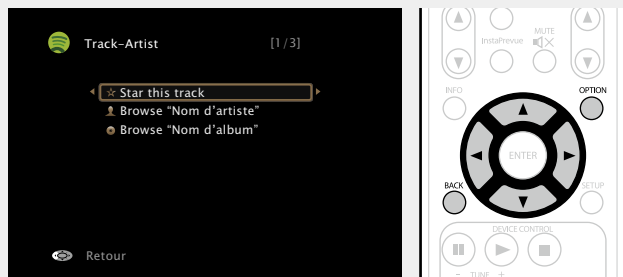 Track–Artist [1/3]
☆ Star this track
Browse “Nom d’artiste”
Browse “Nom d’album”
Retour
InstaPrevue
MUTE
INFO
OPTION
ENTER
BACK
SETUP
DEVICE CONTROL
– TUNE +